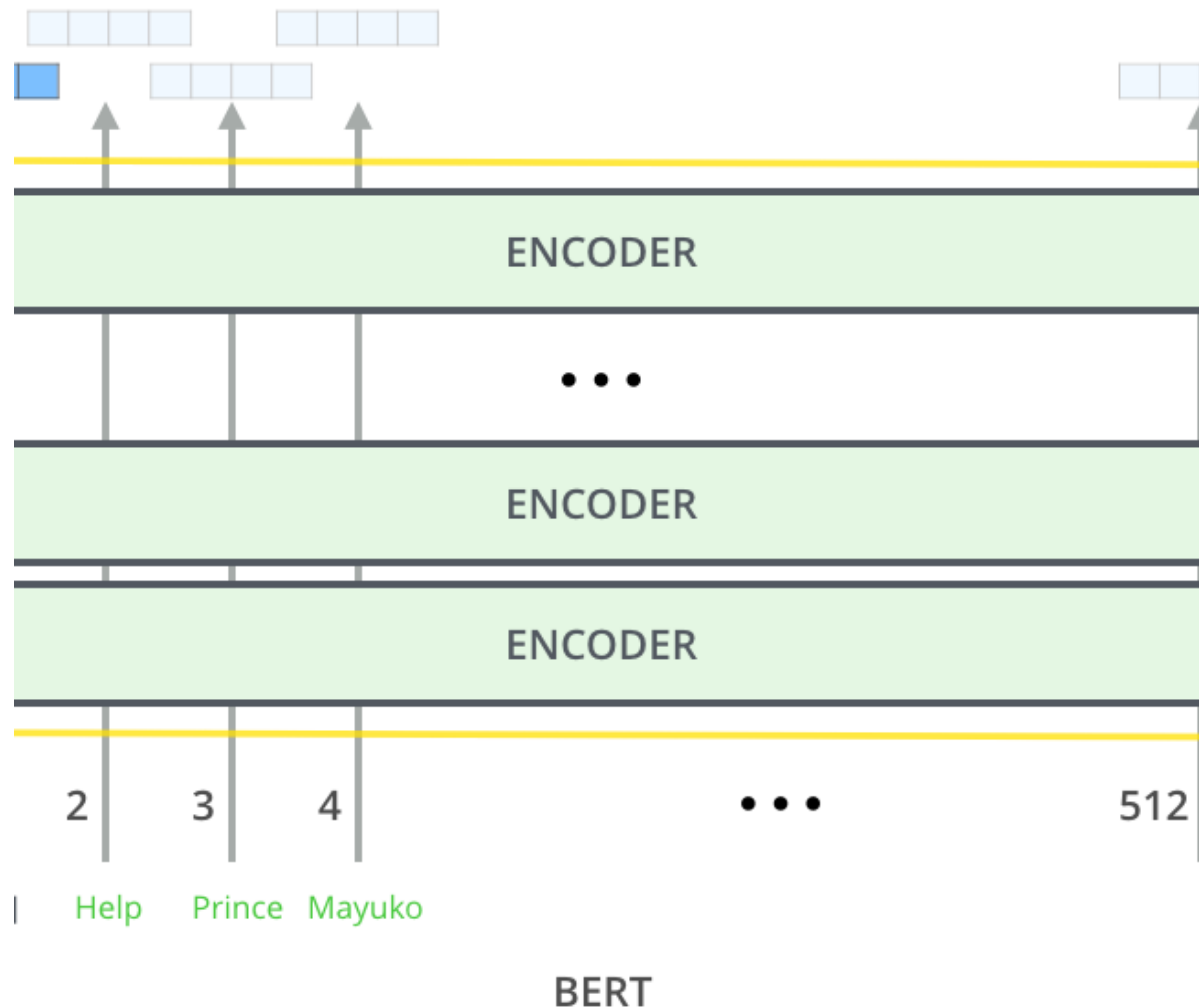 ENCODER
• • •
ENCODER
ENCODER
2 3 4 • • • 512
] Help Prince Mayuko
BERT